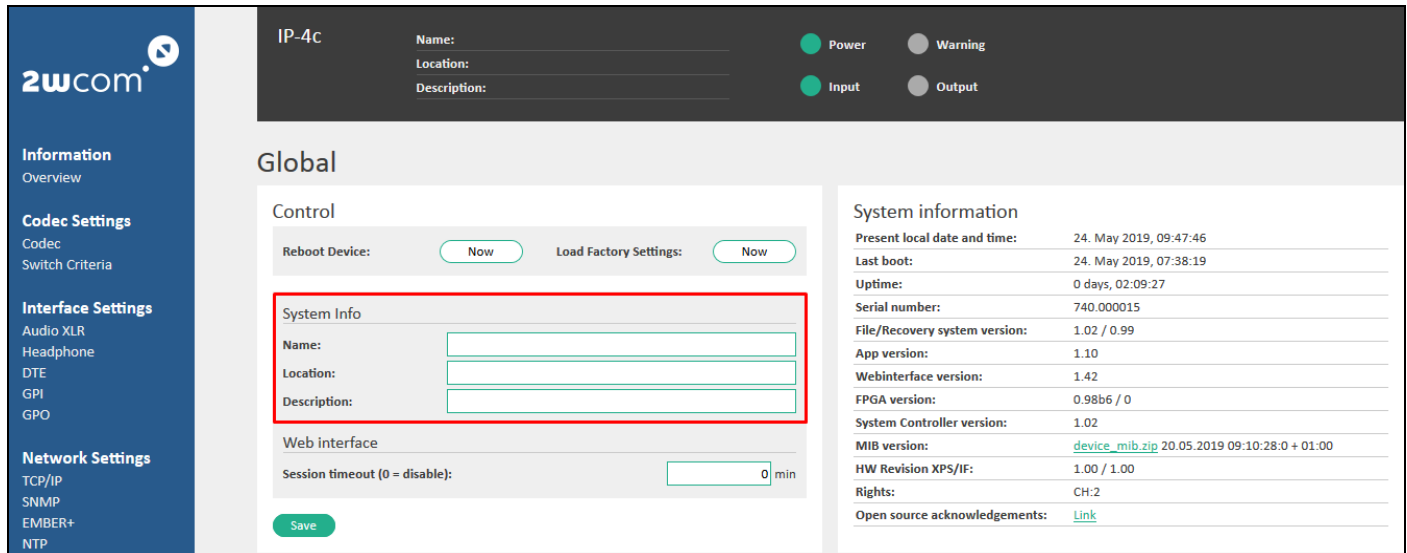 2wcom
Information
Overview
Codec Settings
Codec
Switch Criteria
Interface Settings
Audio XLR
Headphone
DTE
GPI
GPO
Network Settings
TCP/IP
SNMP
EMBER+
NTP
IP-4c
Name:
Location:
Description:
Power
Warning
Input
Output
Global
Control
Reboot Device: Now Load Factory Settings: Now
System Info
Name:
Location:
Description:
Web interface
Session timeout (0 = disable): 0 min
Save
System information
Present local date and time: 24. May 2019, 09:47:46
Last boot: 24. May 2019, 07:38:19
Uptime: 0 days, 02:09:27
Serial number: 740.000015
File/Recovery system version: 1.02 / 0.99
App version: 1.10
Webinterface version: 1.42
FPGA version: 0.98b6 / 0
System Controller version: 1.02
MIB version: device_mib.zip 20.05.2019 09:10:28:0 + 01:00
HW Revision XPS/IF: 1.00 / 1.00
Rights: CH:2
Open source acknowledgements: Link